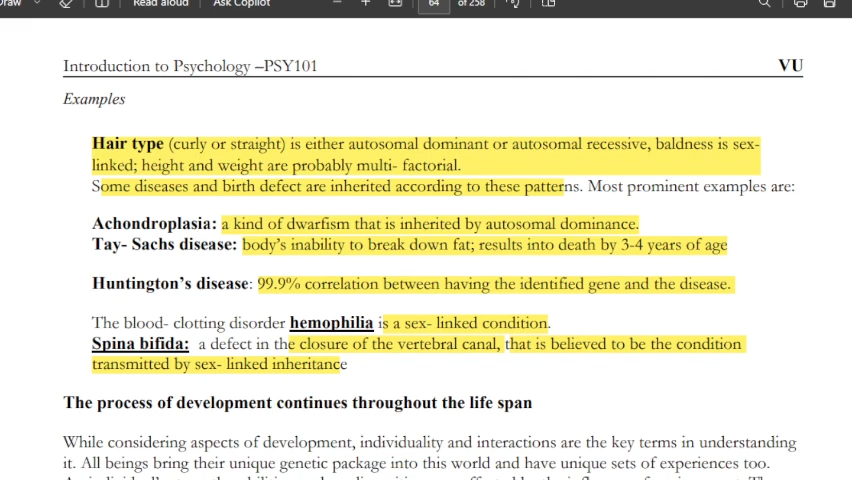 Draw
Read aloud
Ask Copilot
64 of 258
Introduction to Psychology –PSY101 VU
Examples
Hair type (curly or straight) is either autosomal dominant or autosomal recessive, baldness is sex-
linked; height and weight are probably multi- factorial.
Some diseases and birth defect are inherited according to these patterns. Most prominent examples are:
Achondroplasia: a kind of dwarfism that is inherited by autosomal dominance.
Tay- Sachs disease: body's inability to break down fat; results into death by 3-4 years of age
Huntington's disease: 99.9% correlation between having the identified gene and the disease.
The blood- clotting disorder hemophilia is a sex- linked condition.
Spina bifida: a defect in the closure of the vertebral canal, that is believed to be the condition
transmitted by sex- linked inheritance
The process of development continues throughout the life span
While considering aspects of development, individuality and interactions are the key terms in understanding
it. All beings bring their unique genetic package into this world and have unique sets of experiences too.